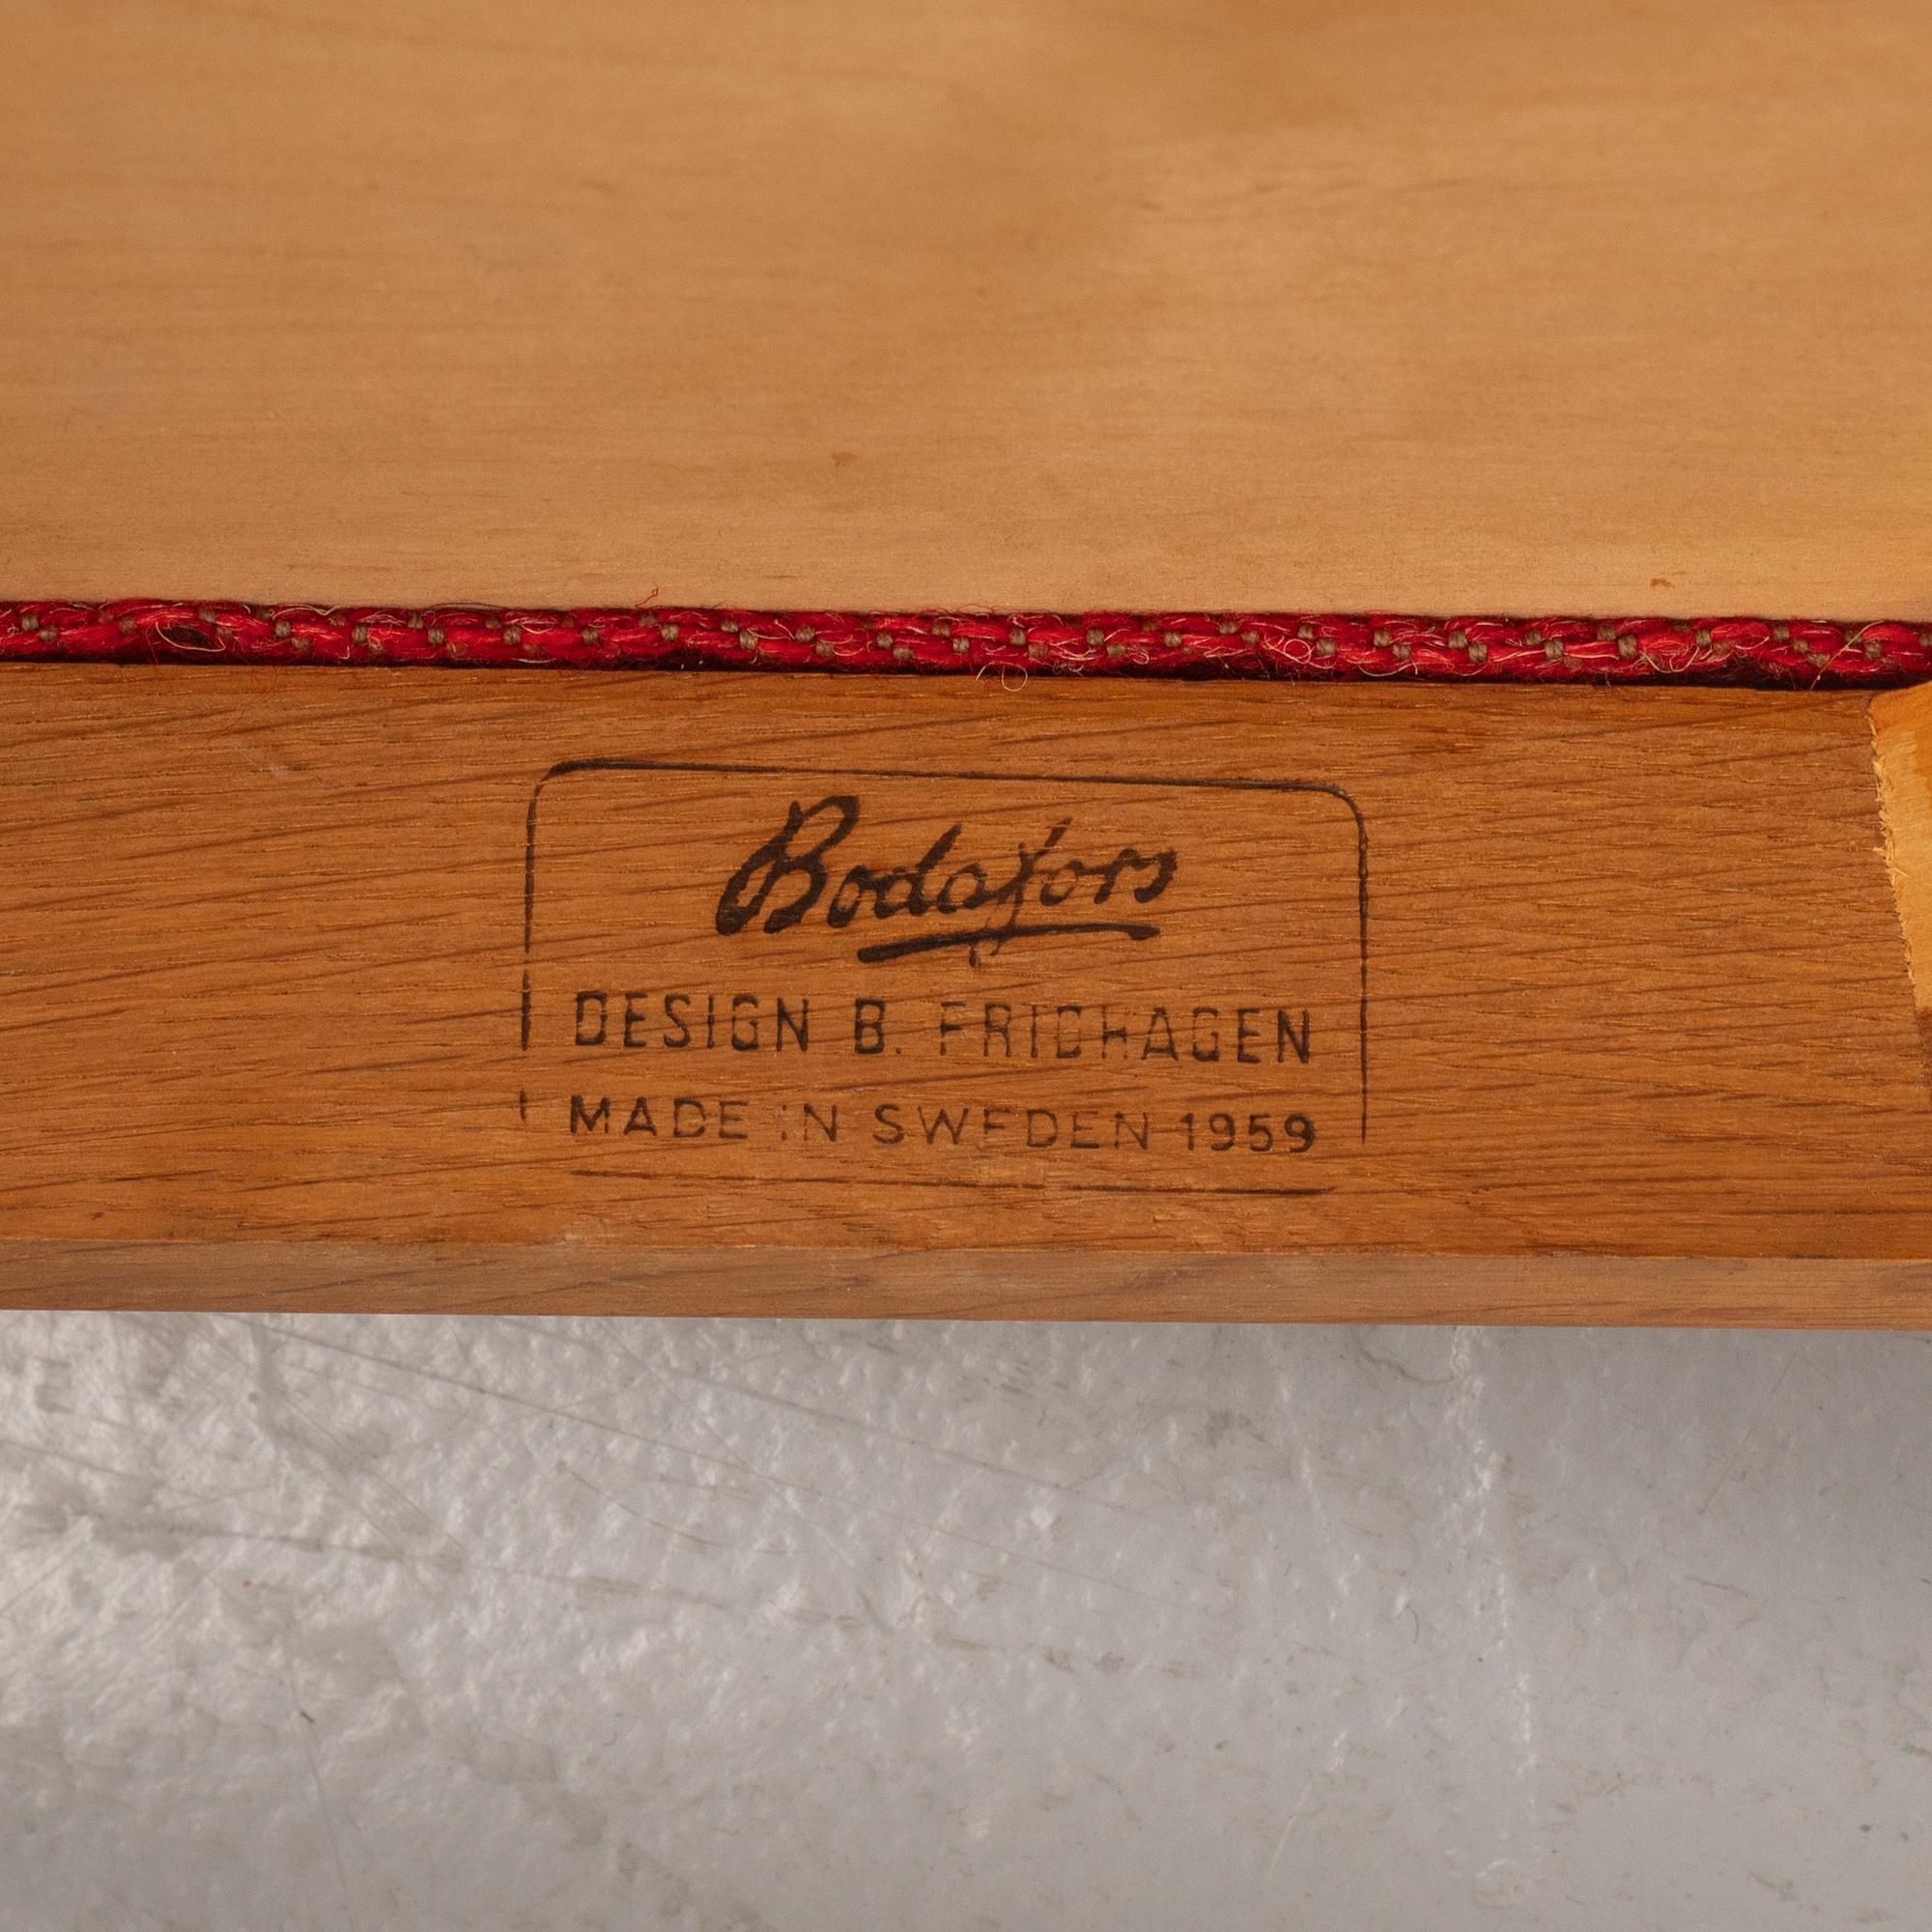 Bodafors
DESIGN B. FRIDHAGEN
MADE IN SWEDEN 1959